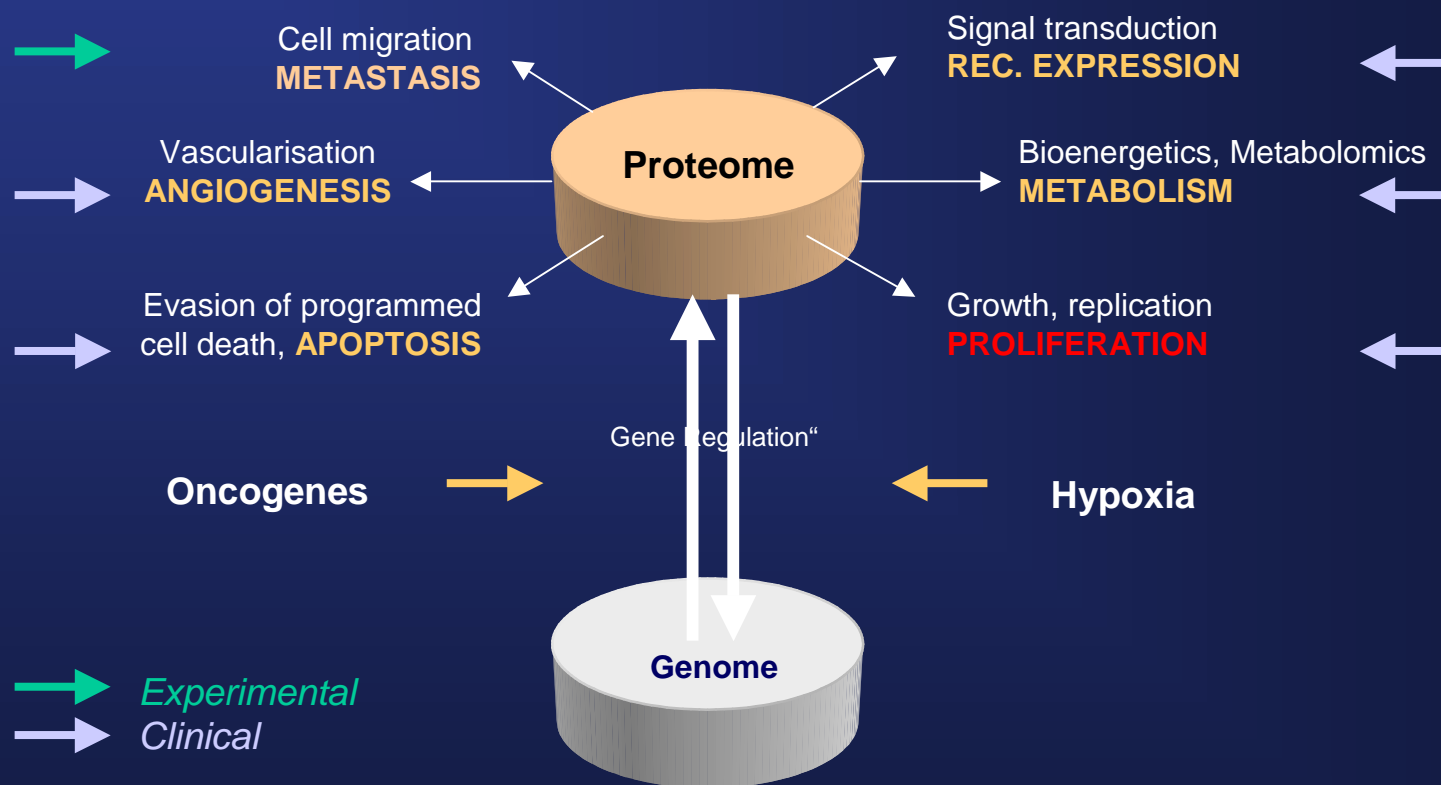 Cell migration
METASTASIS
Signal transduction
REC. EXPRESSION
Proteome
Vascularisation
ANGIOGENESIS
Bioenergetics, Metabolomics
METABOLISM
Evasion of programmed
cell death, APOPTOSIS
Growth, replication
PROLIFERATION
Gene Regulation“
Oncogenes
Hypoxia
Genome
Experimental
Clinical